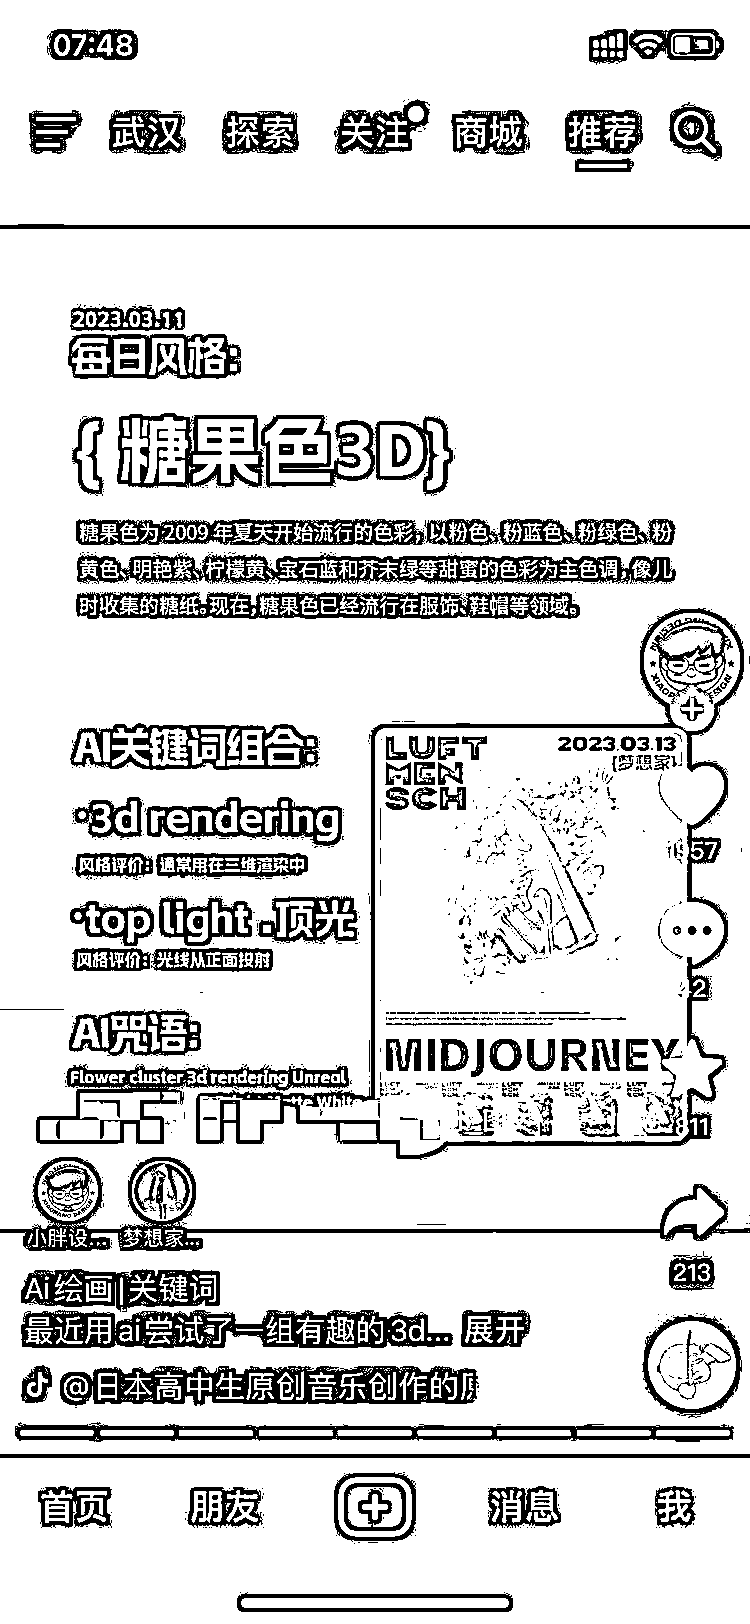 07:48
武汉 探索 关注 商城 推荐
2023.03.11
每日风格:
{ 糖果色3D}
糖果色为 2009 年夏天开始流行的色彩，以粉色、粉蓝色、粉绿色、粉
黄色、明艳紫、柠檬黄、宝石蓝和芥末绿等甜蜜的色彩为主色调，像儿
时收集的糖纸。现在，糖果色已经流行在服饰、鞋帽等领域。
AI关键词组合:
·3d rendering
风格评价：通常用在三维渲染中
·top light .顶光
风格评价：光线从正面投射
AI咒语:
Flower cluster 3d rendering Unreal
White
LUFT
MEN
SCH
2023.03.13
{梦想家}
MIDJOURNEY
57
42
811
213
小胖设... 梦想家...
Ai绘画|关键词
最近用ai尝试了一组有趣的3d... 展开
@日本高中生原创音乐创作的
首页 朋友 消息 我